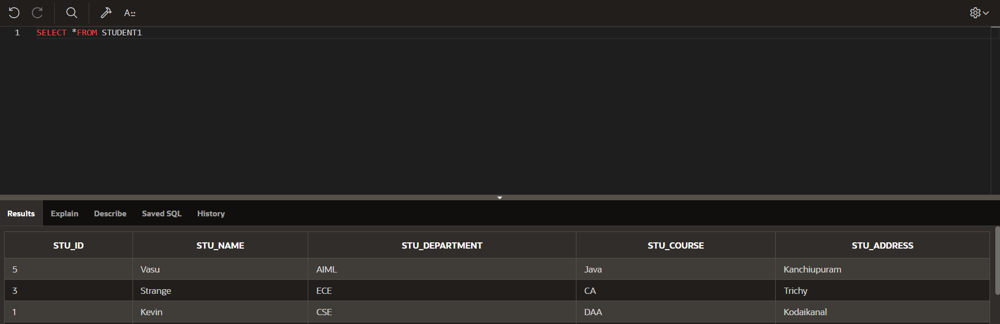 A
1 SELECT *FROM STUDENT1
Results Explain Describe Saved SQL History
STU_ID STU_NAME STU_DEPARTMENT STU_COURSE STU_ADDRESS
5 Vasu AIML Java Kanchiupuram
3 Strange ECE CA Trichy
1 Kevin CSE DAA Kodaikanal